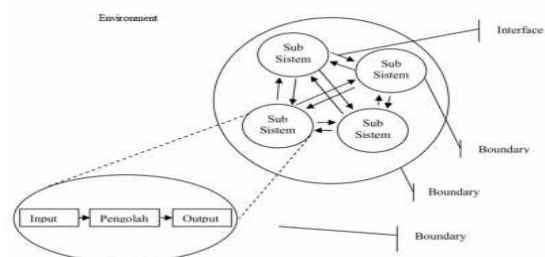 Environment
Interface
Sub
Sistem
Sub
Sistem
Sub
Sistem
Sub
Sistem
Boundary
Boundary
Input
Pengolah
Output
Boundary